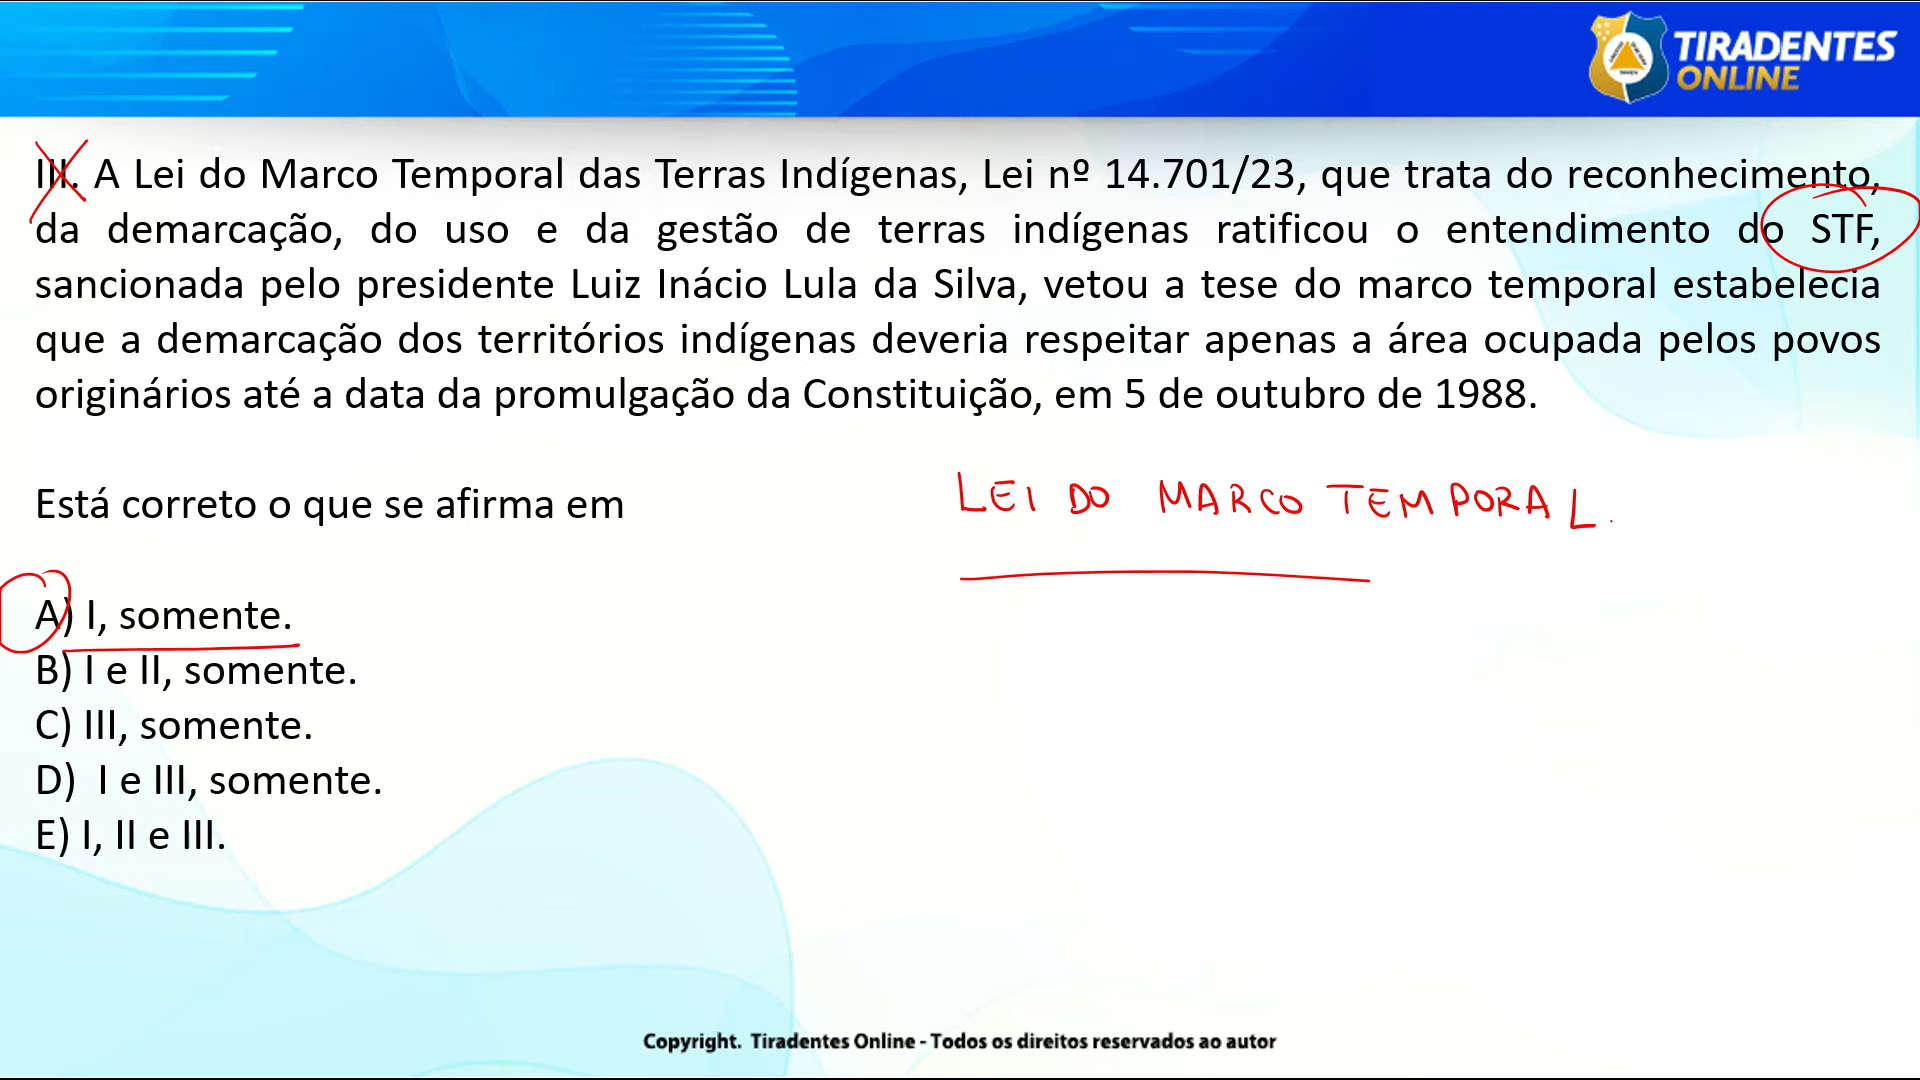 TIRADENTES
ONLINE
III. A Lei do Marco Temporal das Terras Indígenas, Lei nº 14.701/23, que trata do reconhecimento,
da demarcação, do uso e da gestão de terras indígenas ratificou o entendimento do STF,
sancionada pelo presidente Luiz Inácio Lula da Silva, vetou a tese do marco temporal estabelecia
que a demarcação dos territórios indígenas deveria respeitar apenas a área ocupada pelos povos
originários até a data da promulgação da Constituição, em 5 de outubro de 1988.
Está correto o que se afirma em
LEI DO MARCO TEMPORAL.
A) I, somente.
B) I e II, somente.
C) III, somente.
D) I e III, somente.
E) I, II e III.
Copyright. Tiradentes Online - Todos os direitos reservados ao autor